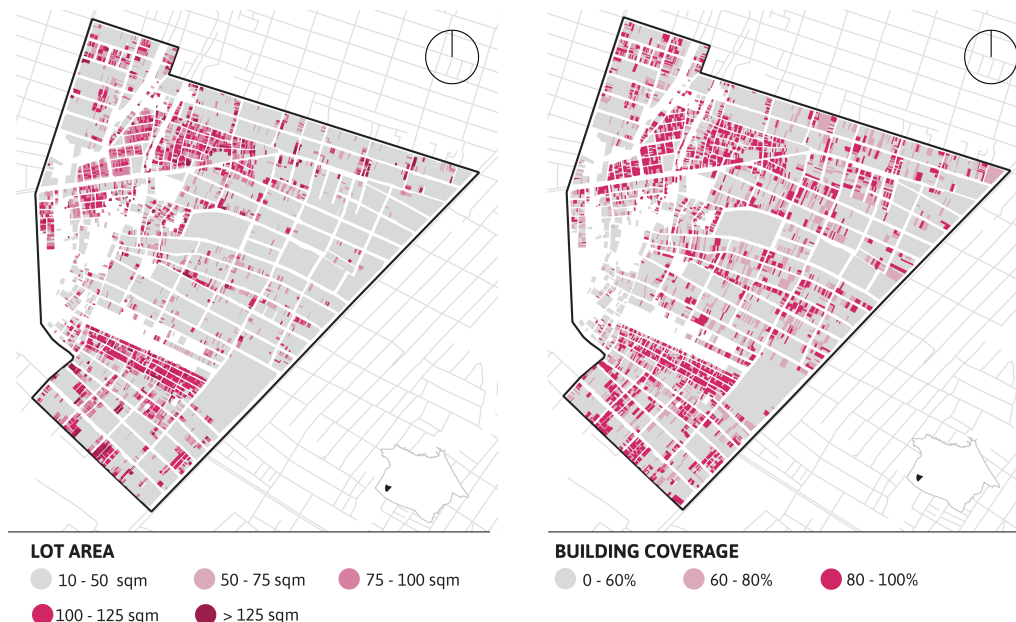 LOT AREA
10 - 50 sqm
50 - 75 sqm
75 - 100 sqm
100 - 125 sqm
> 125 sqm
BUILDING COVERAGE
0 - 60%
60 - 80%
80 - 100%